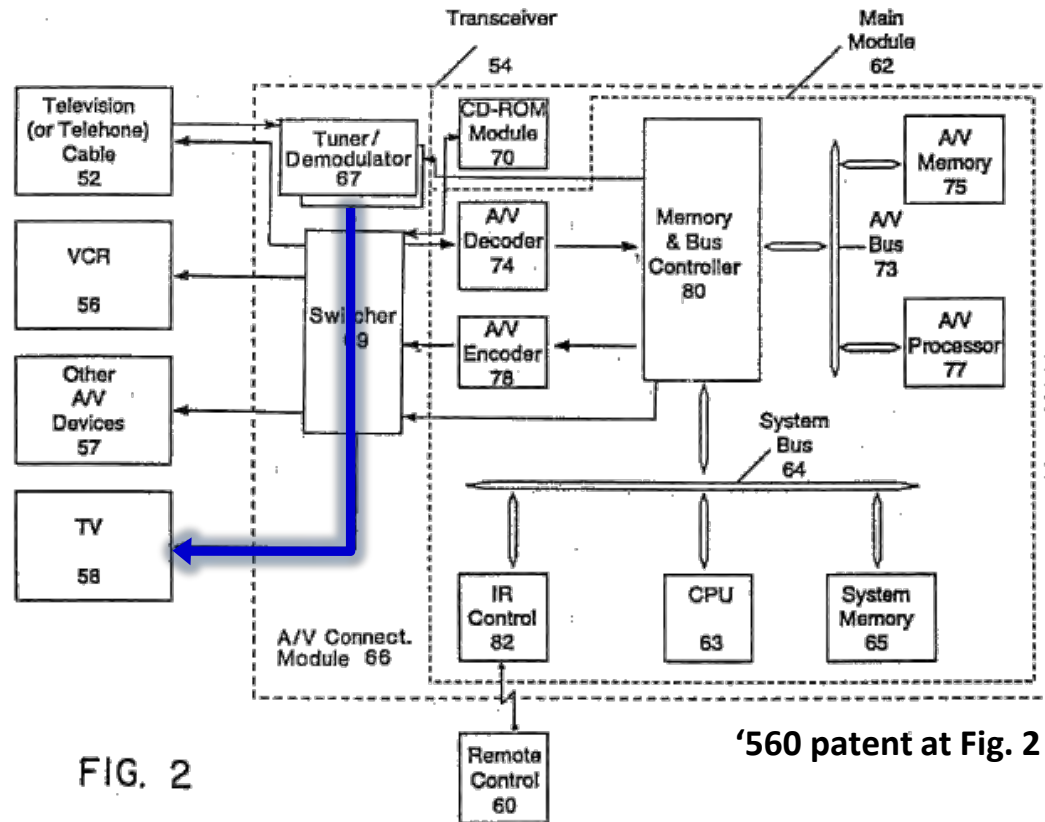 Transceiver
54
Main
Module
62
Television
(or Telehone)
Cable
52
Tuner/
Demodulator
67
CD-ROM
Module
70
A/V
Memory
75
VCR
56
A/V
Decoder
74
Memory
& Bus
Controller
80
A/V
Bus
73
Switcher
69
A/V
Encoder
78
A/V
Processor
77
Other
A/V
Devices
57
System
Bus
64
TV
58
IR
Control
82
CPU
63
System
Memory
65
A/V Connect.
Module 66
Remote
Control
60
FIG. 2
‘560 patent at Fig. 2